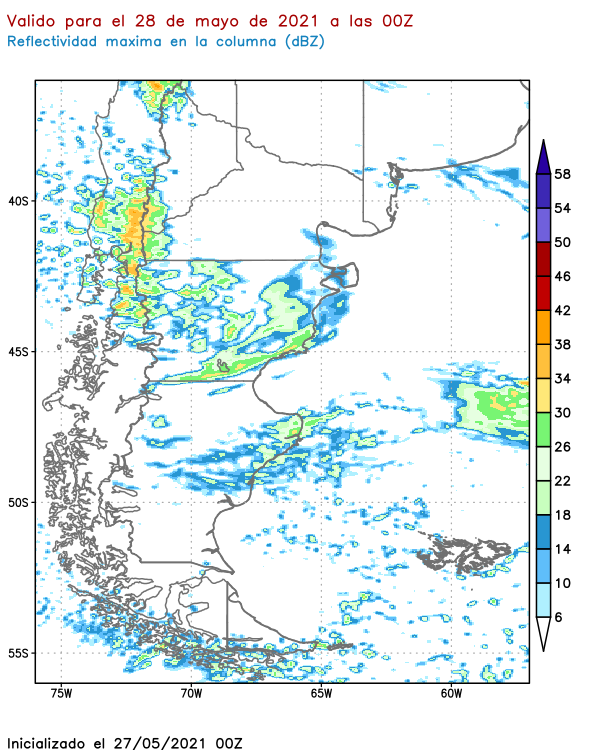 Valido para el 28 de mayo de 2021 a las 00Z
Reflectividad maxima en la columna (dBZ)
58
54
50
46
42
38
34
30
26
22
18
14
10
6
40S
45S
50S
55S
75W 70W 65W 60W
Inicializado el 27/05/2021 00Z